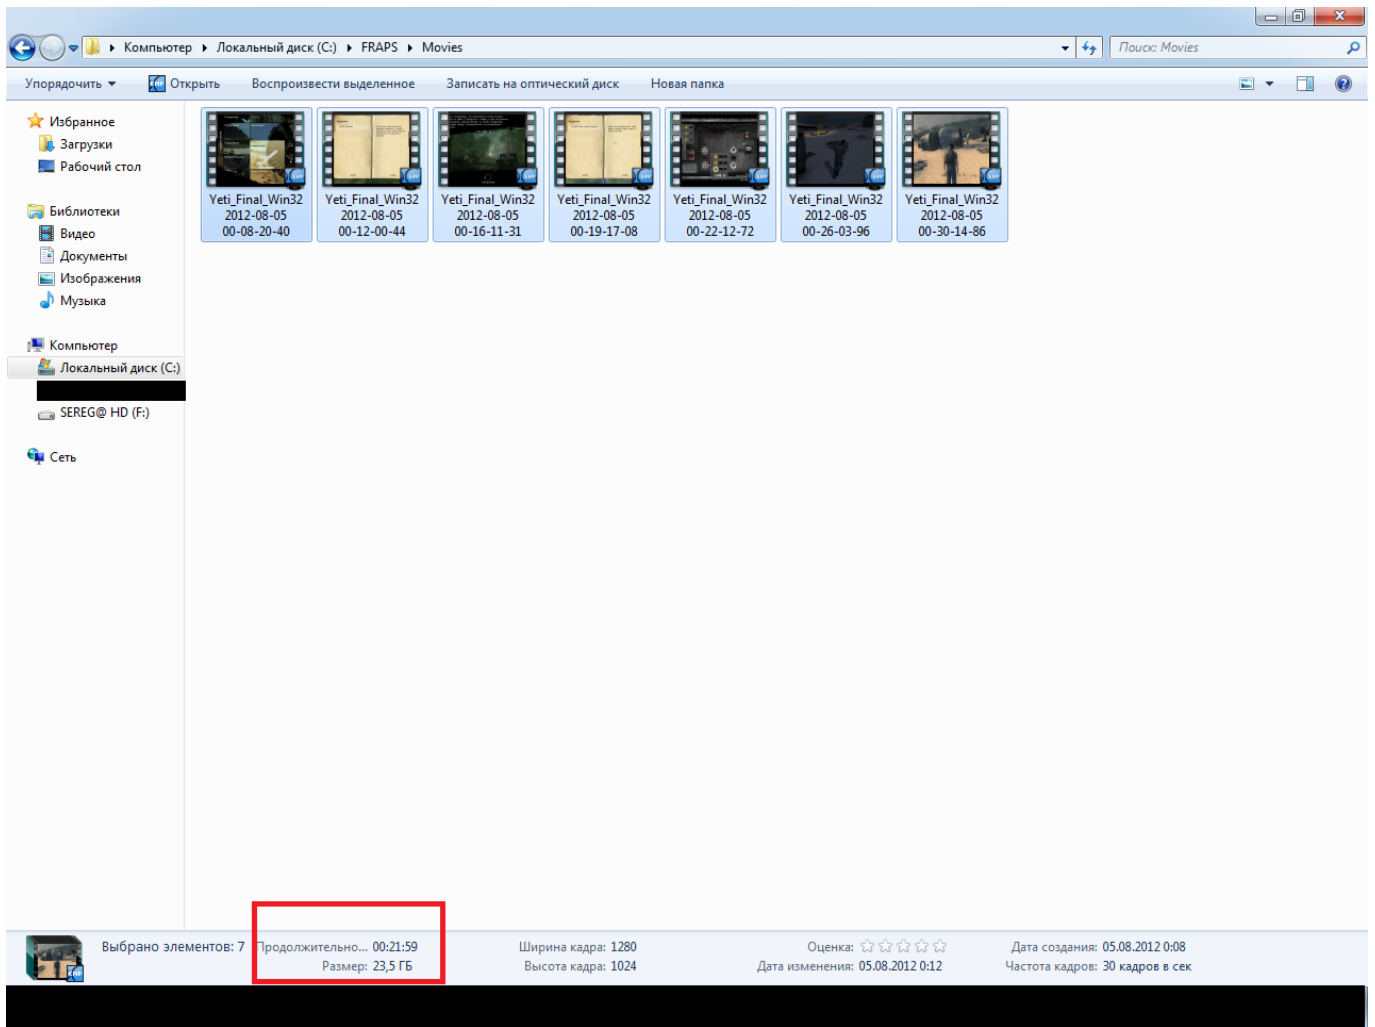 Компьютер
Локальный диск (C:)
FRAPS
Movies
Поиск: Movies
Упорядочить
Открыть
Воспроизвести выделенное
Записать на оптический диск
Новая папка
Избранное
Загрузки
Рабочий стол
Библиотеки
Видео
Документы
Изображения
Музыка
Компьютер
Локальный диск (C:)
SEREG@ HD (F:)
Сеть
Yeti_Final_Win32
2012-08-05
00-08-20-40
Yeti_Final_Win32
2012-08-05
00-12-00-44
Yeti_Final_Win32
2012-08-05
00-16-11-31
Yeti_Final_Win32
2012-08-05
00-19-17-08
Yeti_Final_Win32
2012-08-05
00-22-12-72
Yeti_Final_Win32
2012-08-05
00-26-03-96
Yeti_Final_Win32
2012-08-05
00-30-14-86
Выбрано элементов: 7
Продолжительно... 00:21:59
Размер: 23,5 ГБ
Ширина кадра: 1280
Высота кадра: 1024
Оценка:
Дата изменения: 05.08.2012 0:12
Дата создания: 05.08.2012 0:08
Частота кадров: 30 кадров в сек